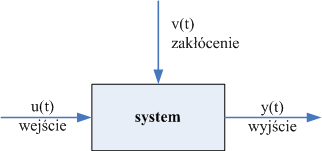 v(t)
zakłócenie
u(t)
wejście
system
y(t)
wyjście